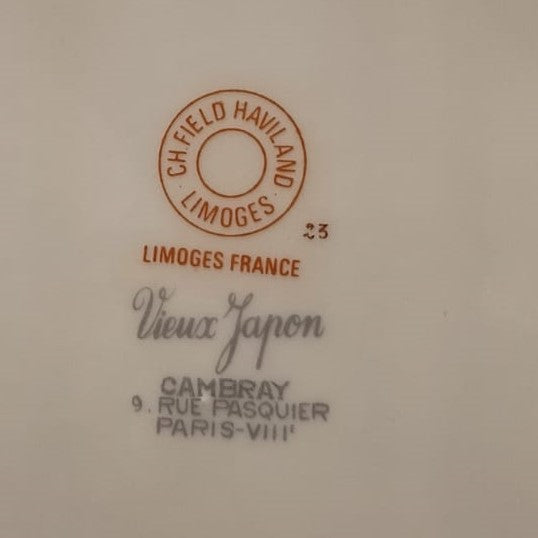 CH. FIELD HAVILAND
LIMOGES
23
LIMOGES FRANCE
Vieux Japon
CAMBRAY
9. RUE PASQUIER
PARIS-VIIIᵉ